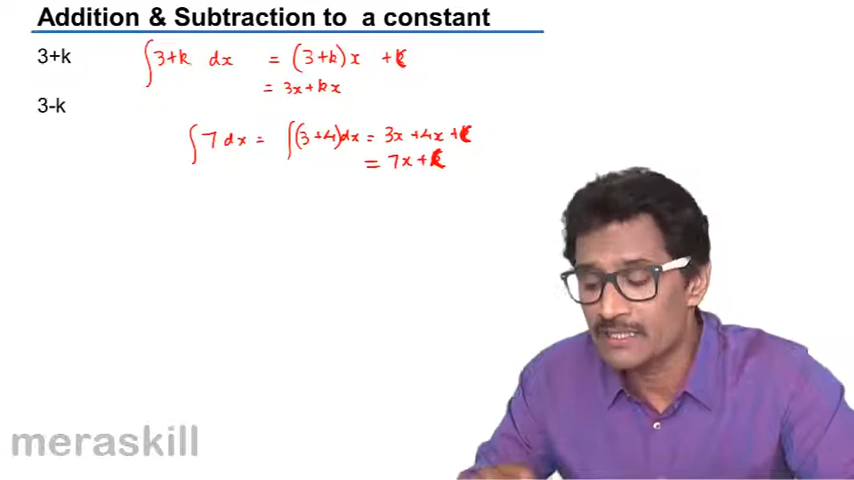 Addition & Subtraction to a constant
3+k ∫3+k dx = (3+k)x +c
= 3x+kx
3-k
∫7 dx = ∫(3+4)dx = 3x +4x+c
= 7x+c
meraskill